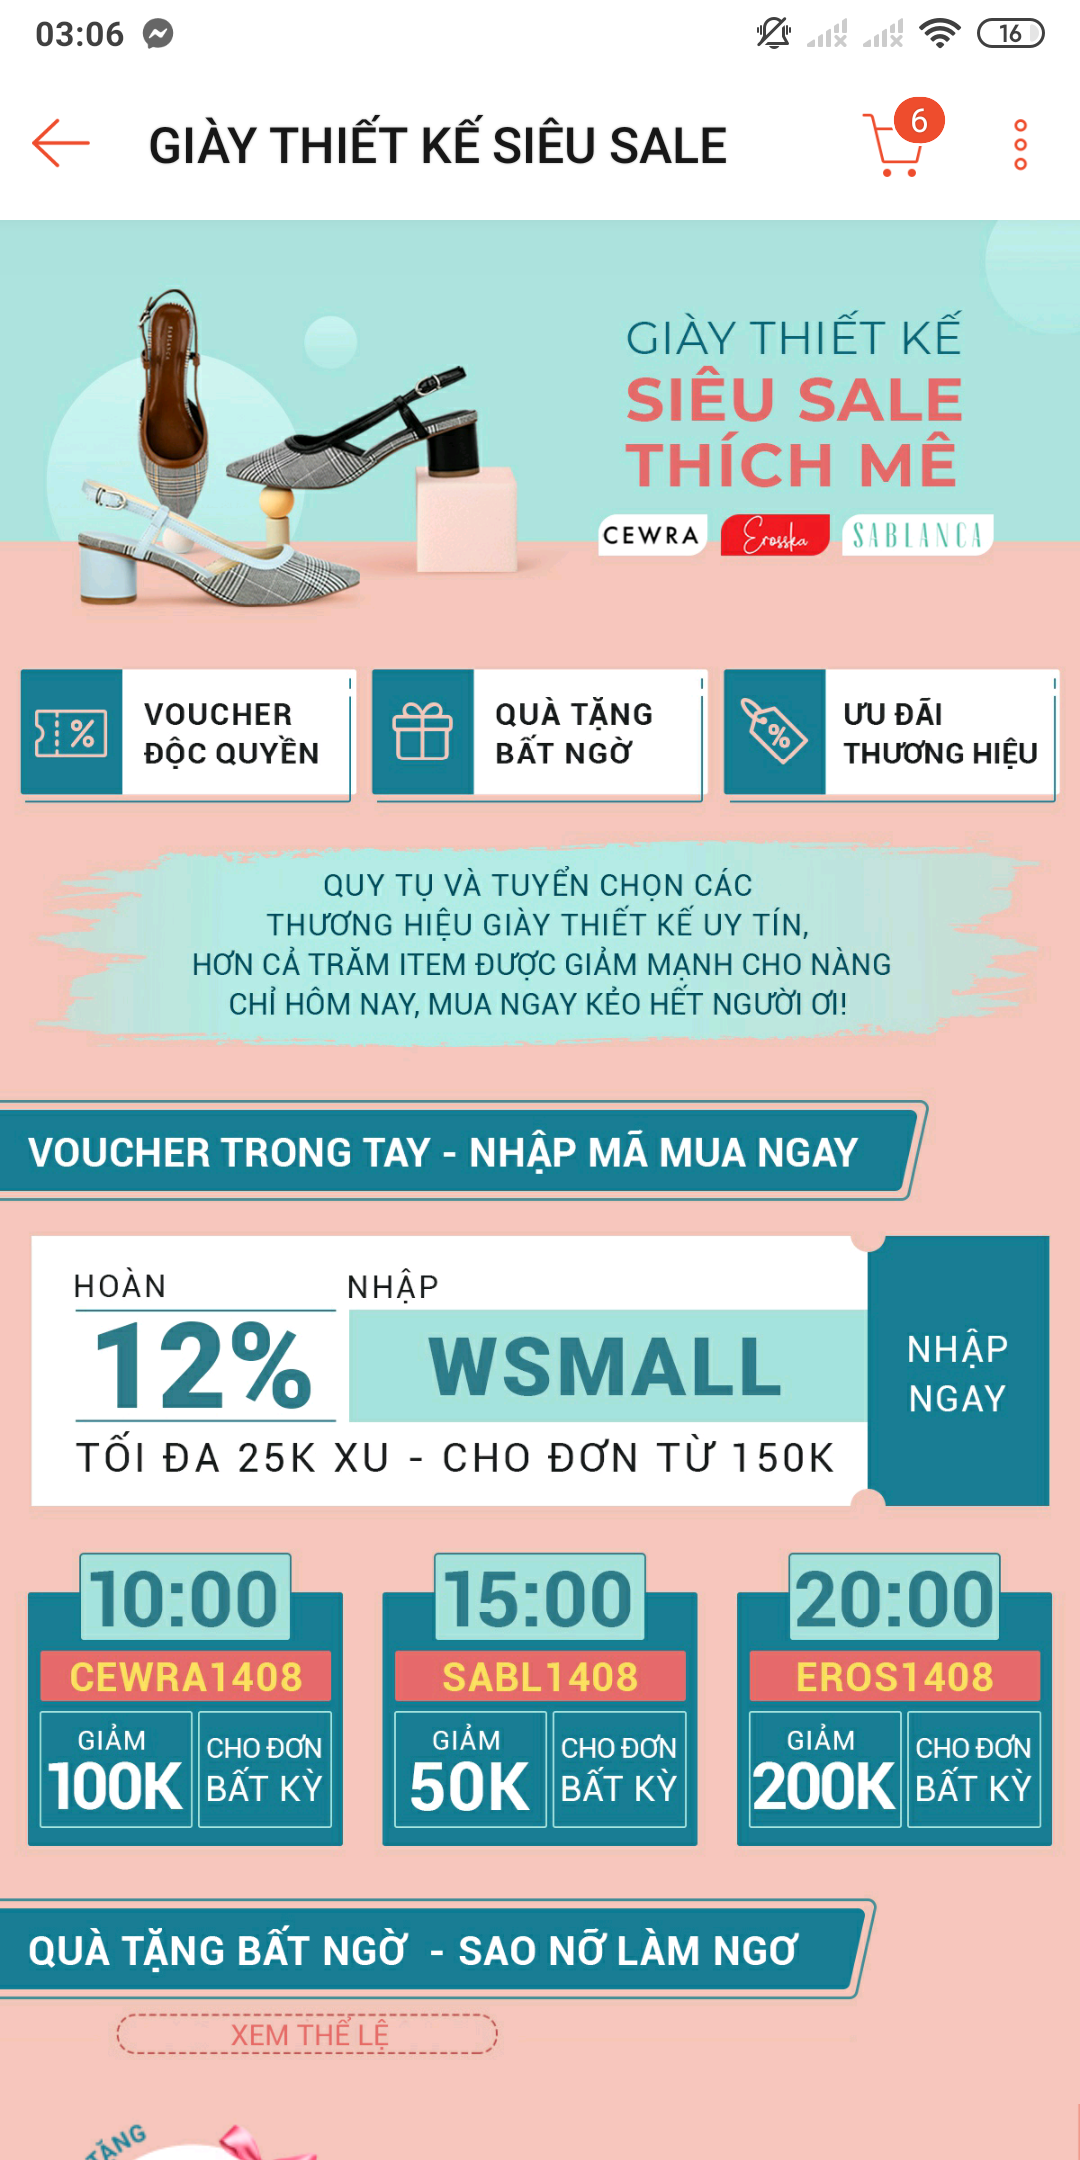 03:06
16
GIÀY THIẾT KẾ SIÊU SALE
6
GIÀY THIẾT KẾ
SIÊU SALE
THÍCH MÊ
CEWRA Erosska SABLANCA
VOUCHER
ĐỘC QUYỀN
QUÀ TẶNG
BẤT NGỜ
ƯU ĐÃI
THƯƠNG HIỆU
QUY TỤ VÀ TUYỂN CHỌN CÁC
THƯƠNG HIỆU GIÀY THIẾT KẾ UY TÍN,
HƠN CẢ TRĂM ITEM ĐƯỢC GIẢM MẠNH CHO NÀNG
CHỈ HÔM NAY, MUA NGAY KẺO HẾT NGƯỜI ƠI!
VOUCHER TRONG TAY - NHẬP MÃ MUA NGAY
HOÀN
12%
NHẬP
WSMALL
TỐI ĐA 25K XU - CHO ĐƠN TỪ 150K
NHẬP
NGAY
10:00
CEWRA1408
GIẢM
100K
CHO ĐƠN
BẤT KỲ
15:00
SABL1408
GIẢM
50K
CHO ĐƠN
BẤT KỲ
20:00
EROS1408
GIẢM
200K
CHO ĐƠN
BẤT KỲ
QUÀ TẶNG BẤT NGỜ - SAO NỠ LÀM NGƠ
XEM THỂ LỆ
TẶNG